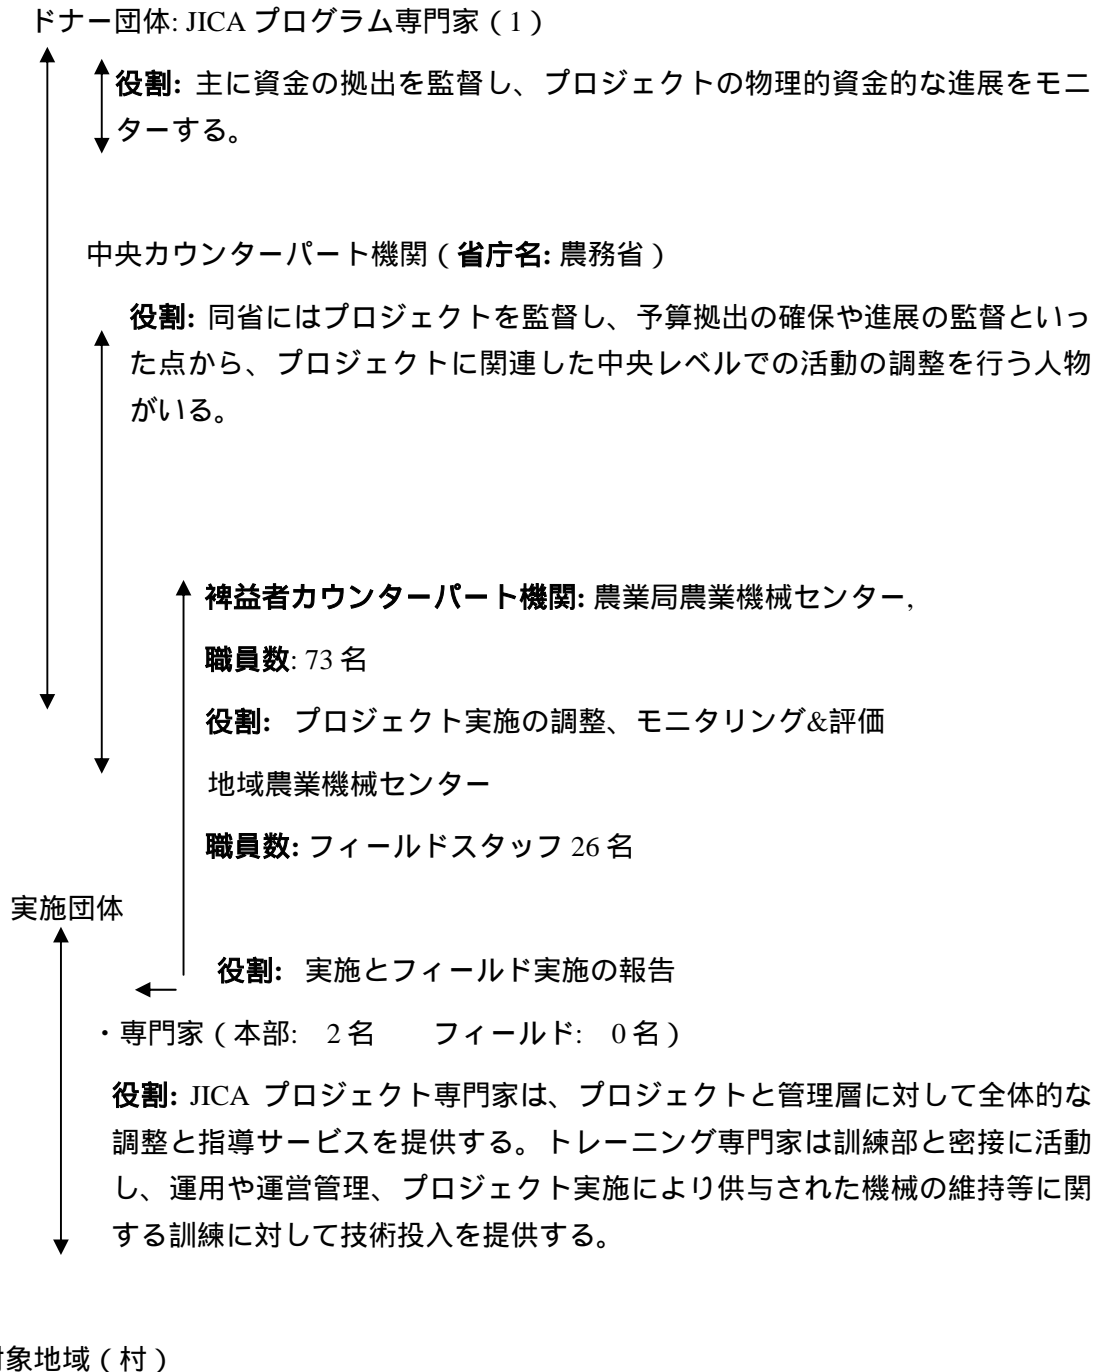 ドナー団体: JICA プログラム専門家（1）
役割: 主に資金の拠出を監督し、プロジェクトの物理的資金的な進展をモニ
ターする。
中央カウンターパート機関（省庁名: 農務省）
役割: 同省にはプロジェクトを監督し、予算拠出の確保や進展の監督といっ
た点から、プロジェクトに関連した中央レベルでの活動の調整を行う人物
がいる。
裨益者カウンターパート機関: 農業局農業機械センター,
職員数: 73 名
役割: プロジェクト実施の調整、モニタリング&評価
地域農業機械センター
職員数: フィールドスタッフ 26 名
実施団体
役割: 実施とフィールド実施の報告
・専門家（本部: 2 名 フィールド: 0 名）
役割: JICA プロジェクト専門家は、プロジェクトと管理層に対して全体的な
調整と指導サービスを提供する。トレーニング専門家は訓練部と密接に活動
し、運用や運営管理、プロジェクト実施により供与された機械の維持等に関
する訓練に対して技術投入を提供する。
対象地域（村）